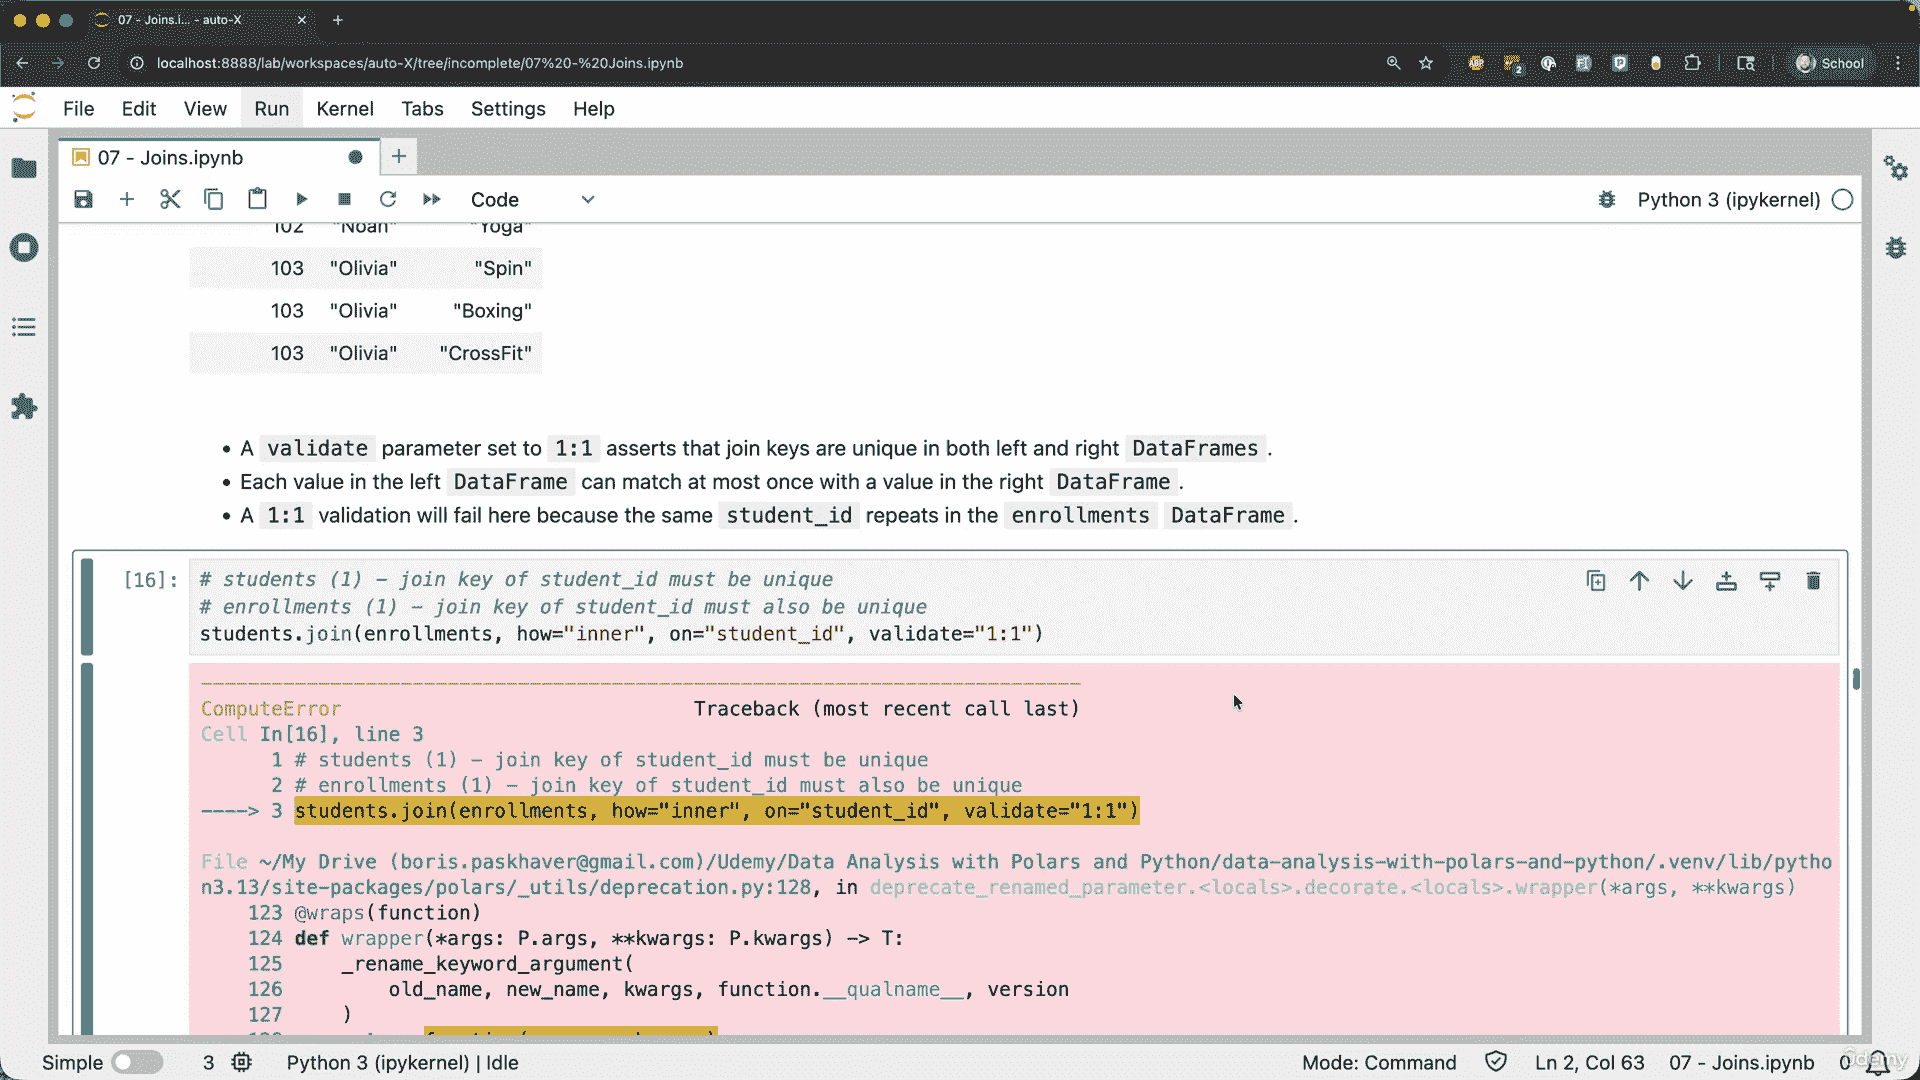 07 - Joins.i... - auto-X
localhost:8888/lab/workspaces/auto-X/tree/incomplete/07%20-%20Joins.ipynb
ABP
2
School
File Edit View Run Kernel Tabs Settings Help
07 - Joins.ipynb
Code
Python 3 (ipykernel)
102 "Noah" "Yoga"
103 "Olivia" "Spin"
103 "Olivia" "Boxing"
103 "Olivia" "CrossFit"
• A validate parameter set to 1:1 asserts that join keys are unique in both left and right DataFrames .
• Each value in the left DataFrame can match at most once with a value in the right DataFrame .
• A 1:1 validation will fail here because the same student_id repeats in the enrollments DataFrame .
[16]: # students (1) – join key of student_id must be unique
# enrollments (1) – join key of student_id must also be unique
students.join(enrollments, how="inner", on="student_id", validate="1:1")
---------------------------------------------------------------------------
ComputeError Traceback (most recent call last)
Cell In[16], line 3
1 # students (1) – join key of student_id must be unique
2 # enrollments (1) – join key of student_id must also be unique
----> 3 students.join(enrollments, how="inner", on="student_id", validate="1:1")
File ~/My Drive (boris.paskhaver@gmail.com)/Udemy/Data Analysis with Polars and Python/data-analysis-with-polars-and-python/.venv/lib/pytho
n3.13/site-packages/polars/_utils/deprecation.py:128, in deprecate_renamed_parameter.<locals>.decorate.<locals>.wrapper(*args, **kwargs)
123 @wraps(function)
124 def wrapper(*args: P.args, **kwargs: P.kwargs) -> T:
125 _rename_keyword_argument(
126 old_name, new_name, kwargs, function.__qualname__, version
127 )
Simple 3 Python 3 (ipykernel) | Idle Mode: Command Ln 2, Col 63 07 - Joins.ipynb 0
Udemy